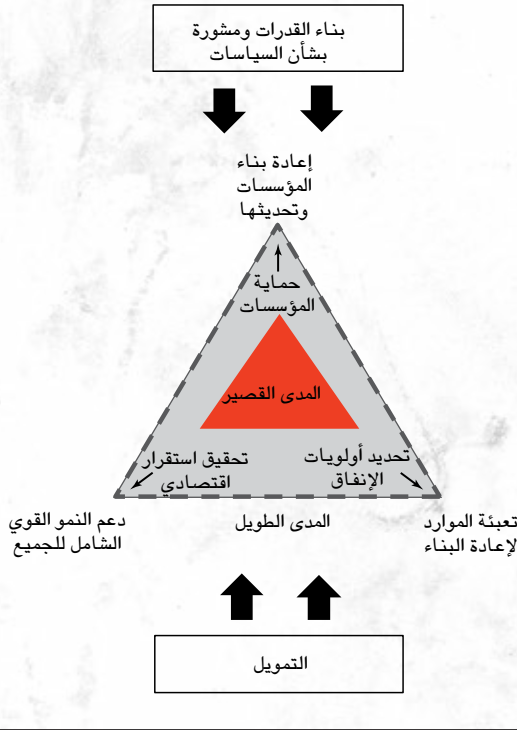 بناء القدرات ومشورة
بشأن السياسات
إعادة بناء
المؤسسات
وتحديثها
حماية
المؤسسات
المدى القصير
تحديد أولويات
الإنفاق
تحقيق استقرار
اقتصادي
تعبئة الموارد
لإعادة البناء
المدى الطويل
دعم النمو القوي
الشامل للجميع
التمويل